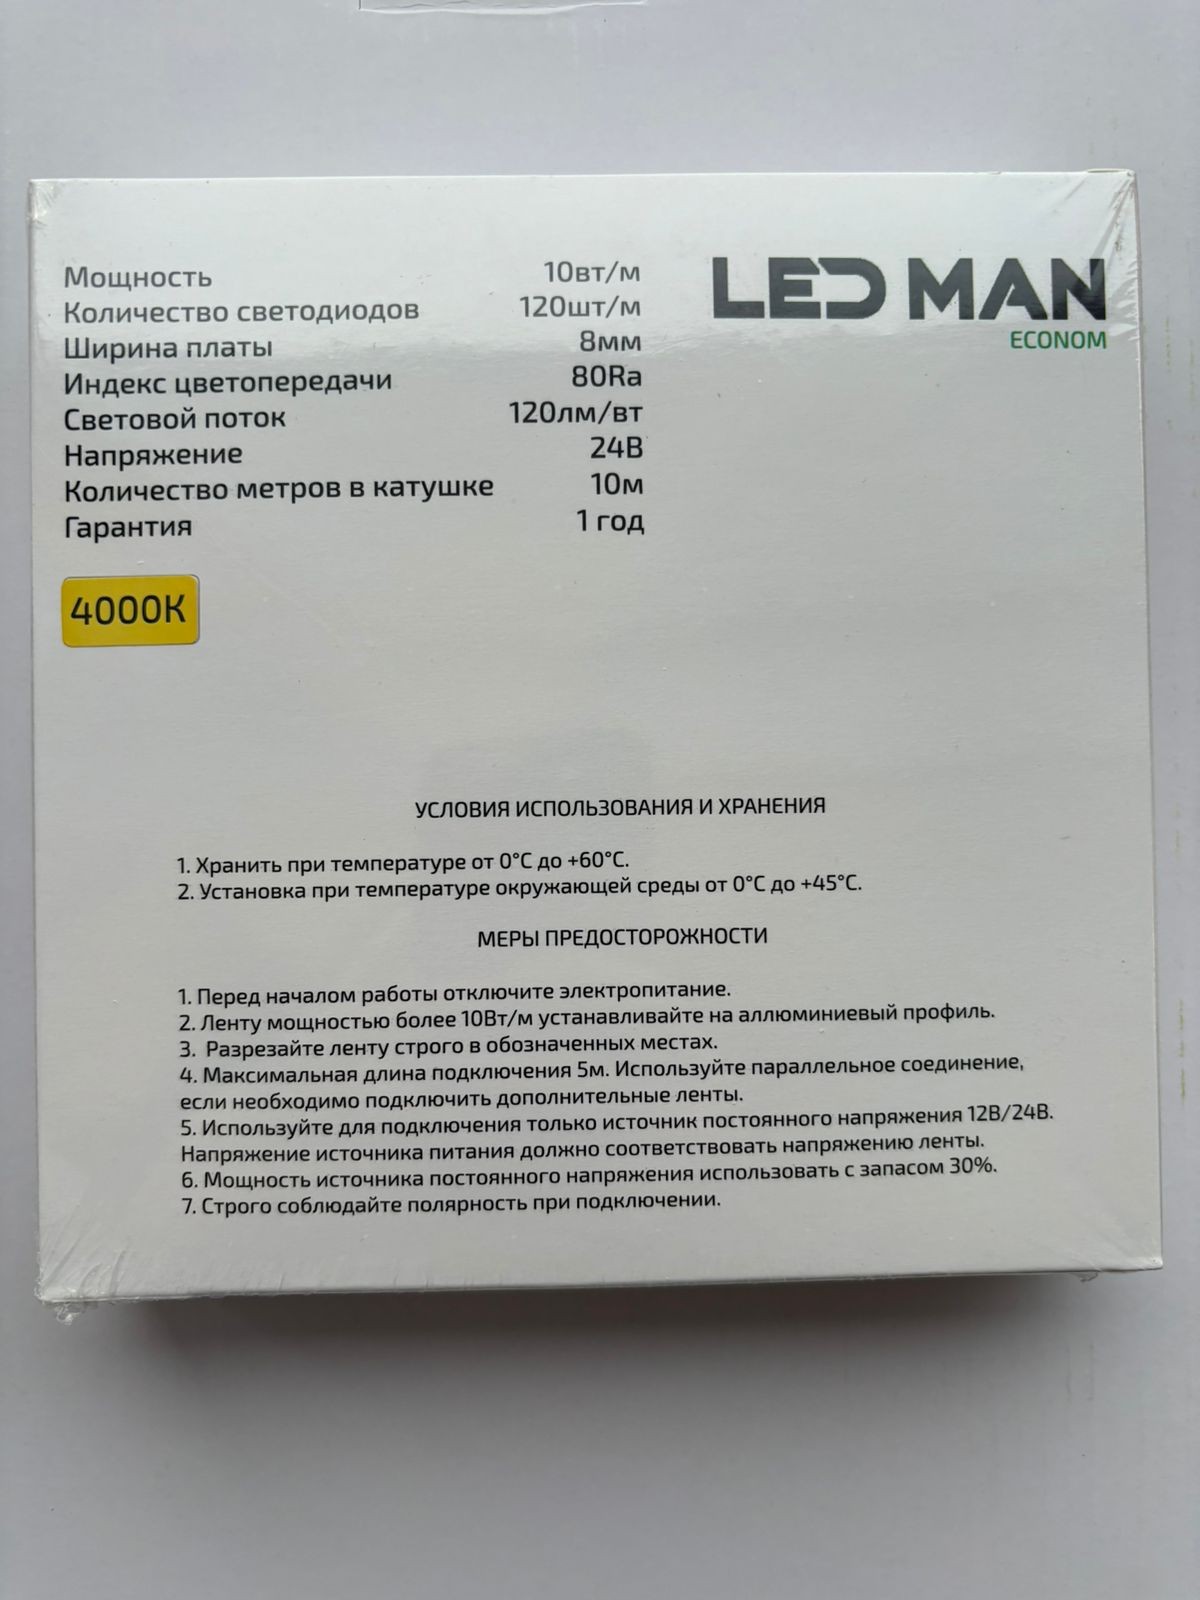 LED MAN
ECONOM
Мощность 10вт/м
Количество светодиодов 120шт/м
Ширина платы 8мм
Индекс цветопередачи 80Ra
Световой поток 120лм/вт
Напряжение 24В
Количество метров в катушке 10м
Гарантия 1 год
4000К
УСЛОВИЯ ИСПОЛЬЗОВАНИЯ И ХРАНЕНИЯ
1. Хранить при температуре от 0°С до +60°С.
2. Установка при температуре окружающей среды от 0°С до +45°С.
МЕРЫ ПРЕДОСТОРОЖНОСТИ
1. Перед началом работы отключите электропитание.
2. Ленту мощностью более 10Вт/м устанавливайте на аллюминиевый профиль.
3. Разрезайте ленту строго в обозначенных местах.
4. Максимальная длина подключения 5м. Используйте параллельное соединение,
если необходимо подключить дополнительные ленты.
5. Используйте для подключения только источник постоянного напряжения 12В/24В.
Напряжение источника питания должно соответствовать напряжению ленты.
6. Мощность источника постоянного напряжения использовать с запасом 30%.
7. Строго соблюдайте полярность при подключении.